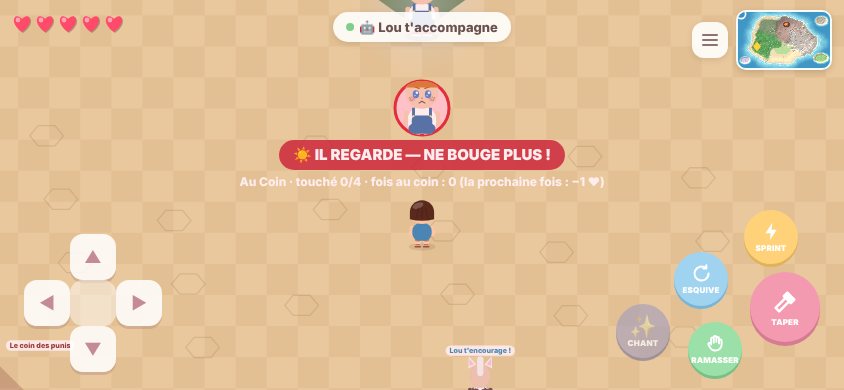 Lou t'accompagne
IL REGARDE — NE BOUGE PLUS !
Au Coin · touché 0/4 · fois au coin : 0 (la prochaine fois : −1 ♥)
SPRINT
ESQUIVE
TAPER
CHANT
RAMASSER
Le coin des punis
Lou t'encourage !